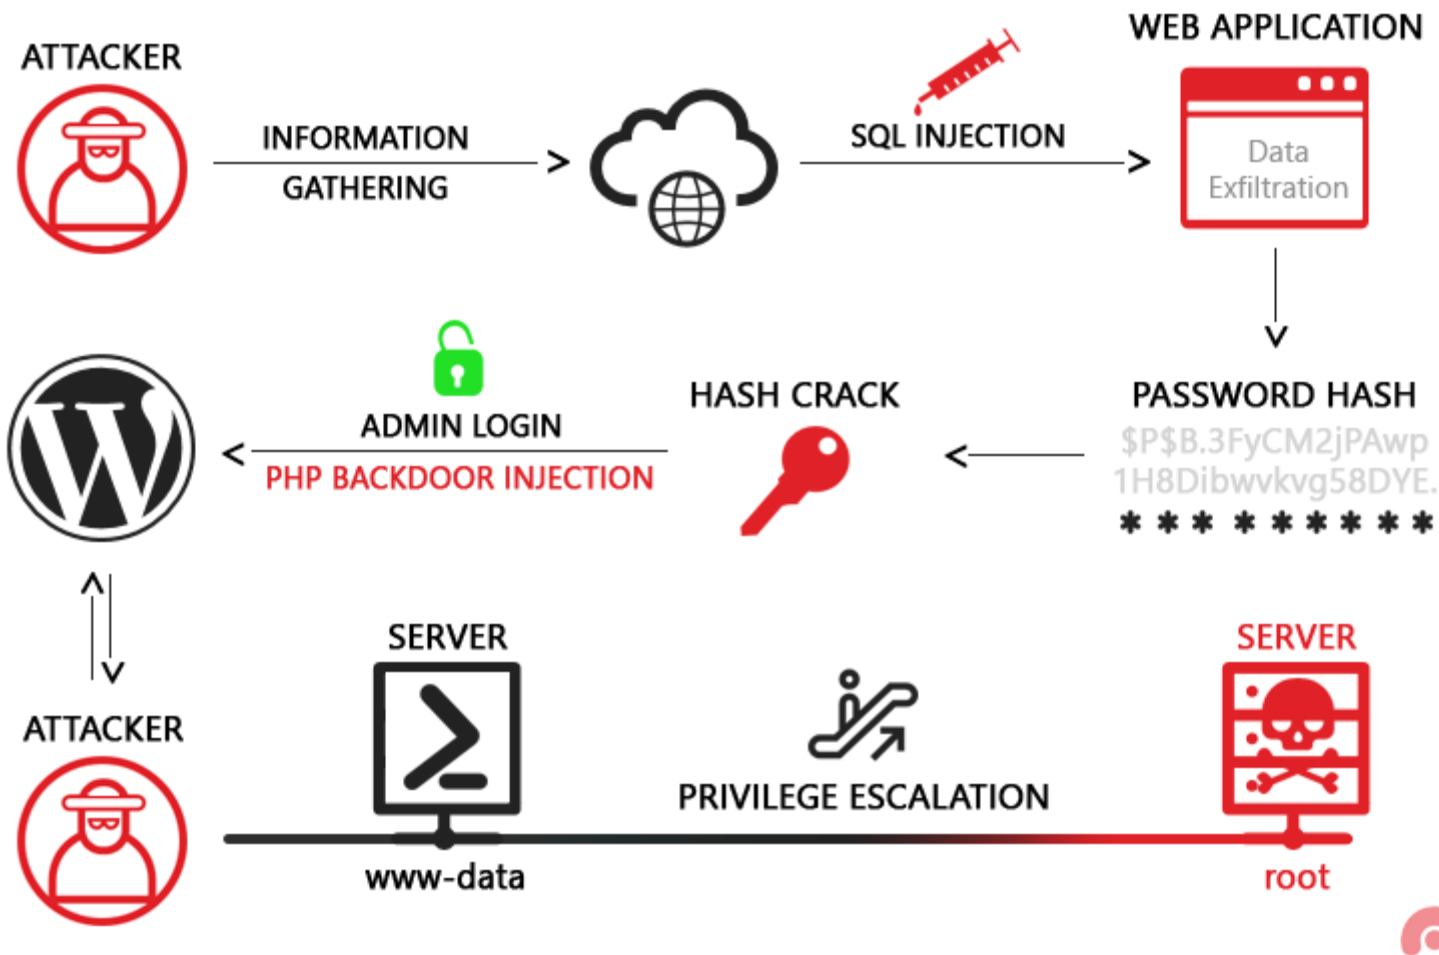 ATTACKER
INFORMATION
GATHERING
SQL INJECTION
WEB APPLICATION
Data
Exfiltration
ADMIN LOGIN
PHP BACKDOOR INJECTION
HASH CRACK
PASSWORD HASH
$P$B.3FyCM2jPAwp
1H8Dibwvkvg58DYE.
* * * * * * * * *
ATTACKER
SERVER
www-data
PRIVILEGE ESCALATION
SERVER
root